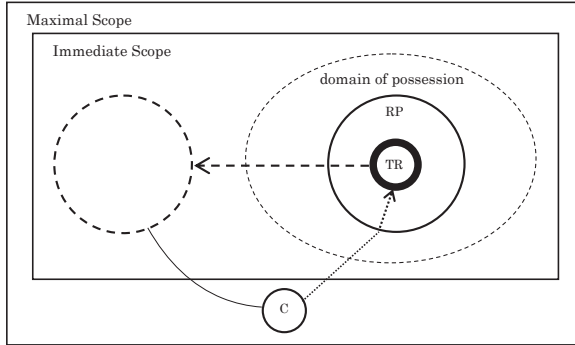 Maximal Scope
Immediate Scope
domain of possession
RP
TR
C